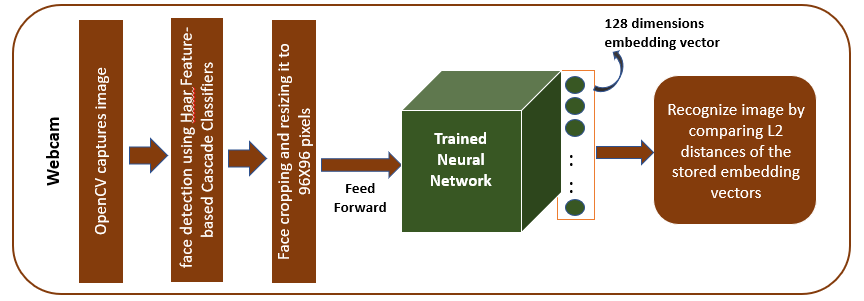 Webcam
OpenCV captures image
face detection using Haar Feature-
based Cascade Classifiers
Face cropping and resizing it to
96X96 pixels
Feed
Forward
Trained
Neural
Network
128 dimensions
embedding vector
Recognize image by
comparing L2
distances of the
stored embedding
vectors